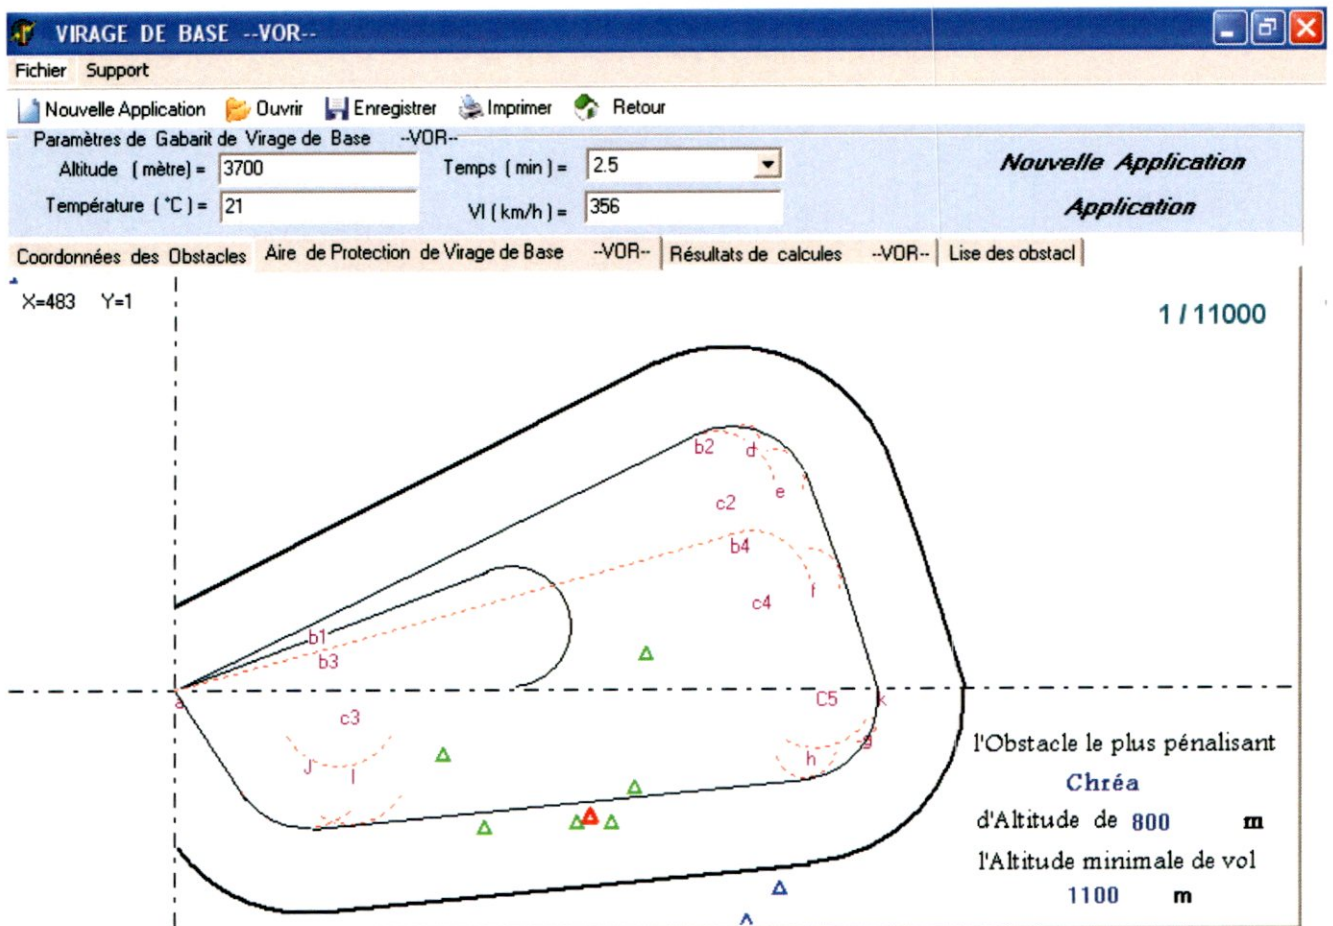 VIRAGE DE BASE --VOR--
Fichier Support
Nouvelle Application Ouvrir Enregistrer Imprimer Retour
Paramètres de Gabarit de Virage de Base --VOR--
Altitude (mètre) = 3700 Temps (min) = 2.5 Nouvelle Application
Température (°C) = 21 VI (km/h) = 356 Application
Coordonnées des Obstacles Aire de Protection de Virage de Base --VOR-- Résultats de calcules --VOR-- Lise des obstacl
X=483 Y=1
1 / 11000
b2 d
e
c2
b4
f
c4
b1
b3
a
C5 k
c3
g
h
J
I
l'Obstacle le plus pénalisant
Chréa
d'Altitude de 800 m
l'Altitude minimale de vol
1100 m